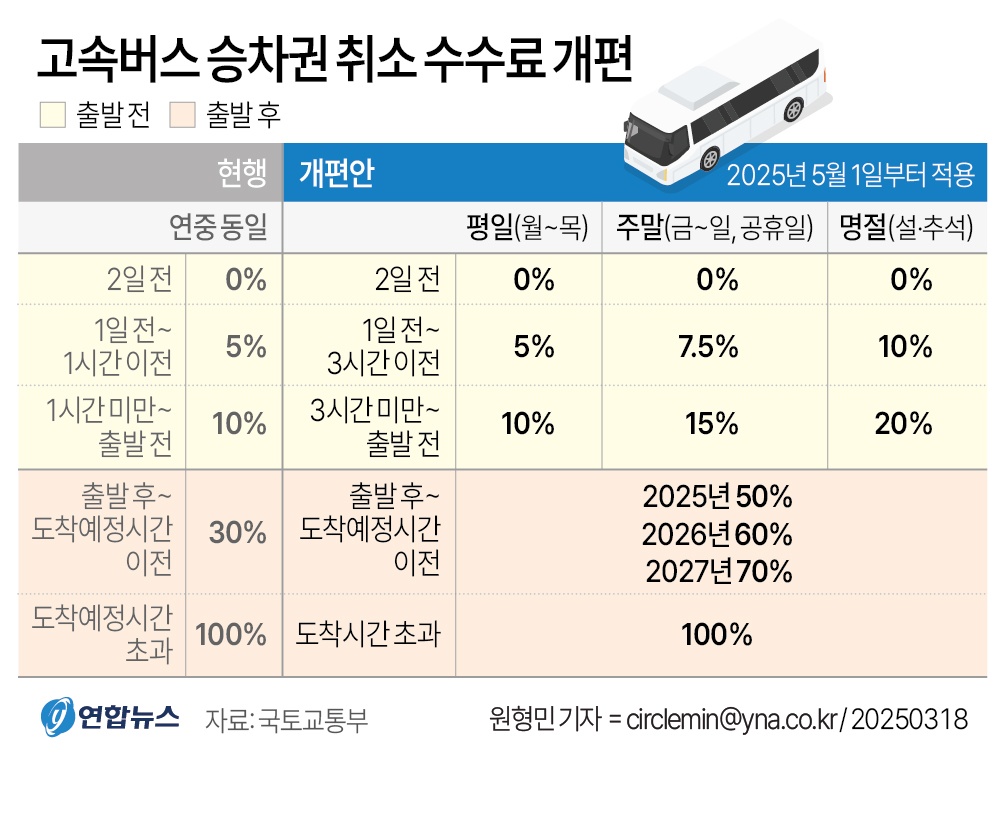 고속버스 승차권 취소 수수료 개편
출발 전 출발 후
현행 개편안 2025년 5월 1일부터 적용
연중 동일 평일(월~목) 주말(금~일, 공휴일) 명절(설·추석)
2일 전 0% 2일 전 0% 0% 0%
1일 전~
1시간 이전 5% 1일 전~
3시간 이전 5% 7.5% 10%
1시간 미만~
출발 전 10% 3시간 미만~
출발 전 10% 15% 20%
출발 후~
도착예정시간
이전 30% 출발 후~
도착예정시간
이전 2025년 50%
2026년 60%
2027년 70%
도착예정시간
초과 100% 도착시간 초과 100%
연합뉴스 자료: 국토교통부 원형민 기자 = circlemin@yna.co.kr / 20250318